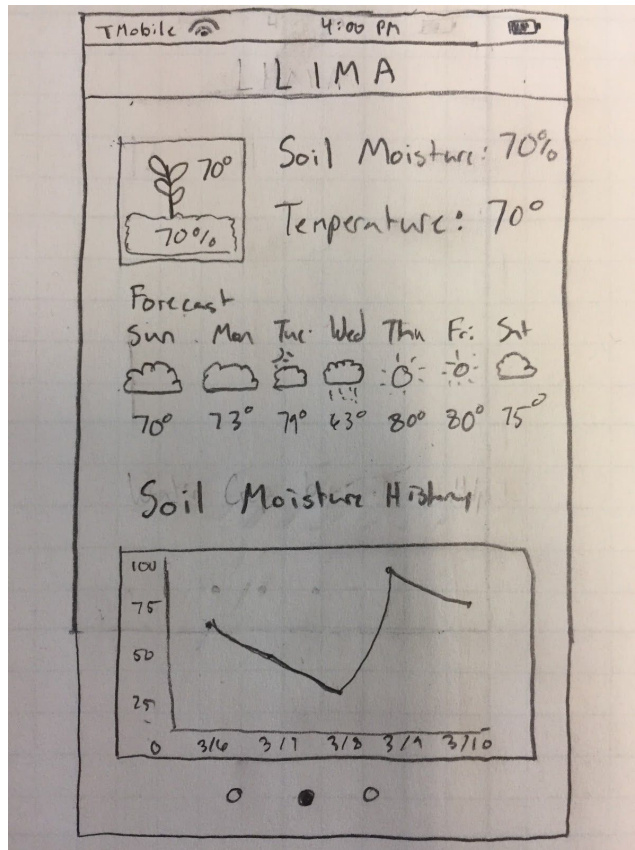 TMobile 4:00 PM
LIMA
70°
70%
Soil Moisture: 70%
Temperature: 70°
Forecast
Sun Mon Tue. Wed Thu Fri Sat
70° 73° 79° 63° 80° 80° 75°
Soil Moisture History
100
75
50
25
0 3/6 3/7 3/8 3/9 3/10